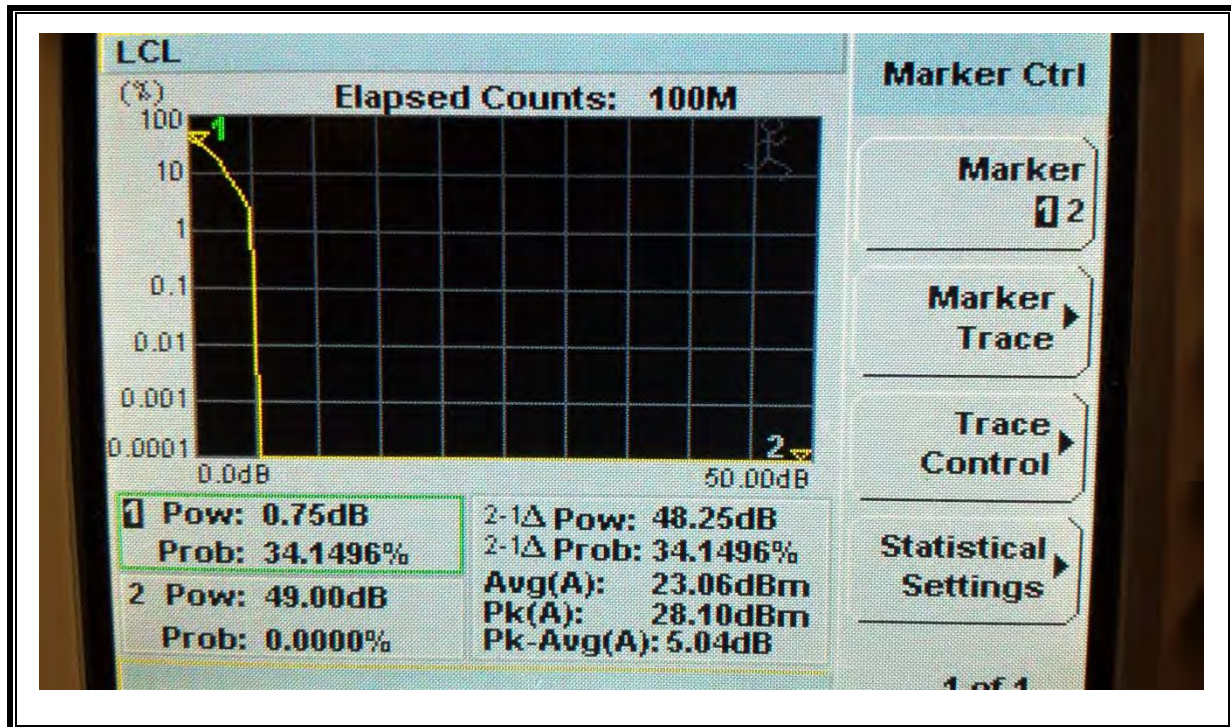 LCL
(%)
Elapsed Counts: 100M
100
10
1
0.1
0.01
0.001
0.0001
1
2
0.0dB
50.00dB
1 Pow: 0.75dB
Prob: 34.1496%
2 Pow: 49.00dB
Prob: 0.0000%
2-1Δ Pow: 48.25dB
2-1Δ Prob: 34.1496%
Avg(A): 23.06dBm
Pk(A): 28.10dBm
Pk-Avg(A): 5.04dB
Marker Ctrl
Marker
1 2
Marker
Trace
Trace
Control
Statistical
Settings
1 of 1